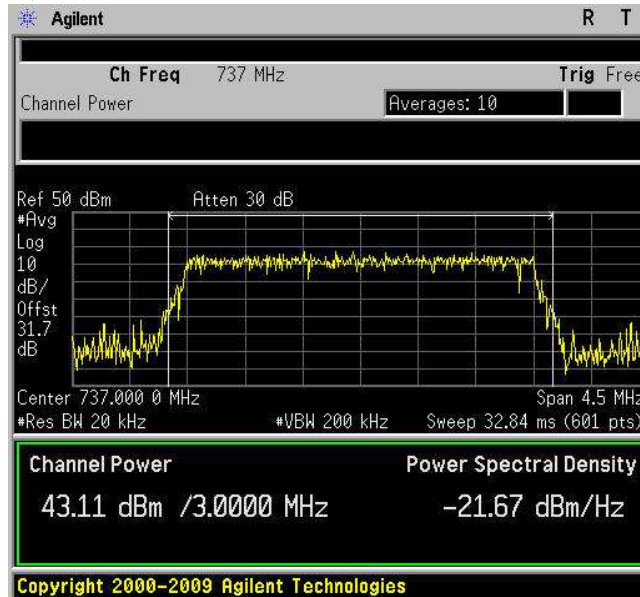 Agilent R T
Ch Freq 737 MHz Trig Free
Channel Power Averages: 10
Ref 50 dBm Atten 30 dB
#Avg
Log
10
dB/
Offst
31.7
dB
Center 737.000 0 MHz Span 4.5 MHz
#Res BW 20 kHz #VBW 200 kHz Sweep 32.84 ms (601 pts)
Channel Power Power Spectral Density
43.11 dBm /3.0000 MHz -21.67 dBm/Hz
Copyright 2000-2009 Agilent Technologies